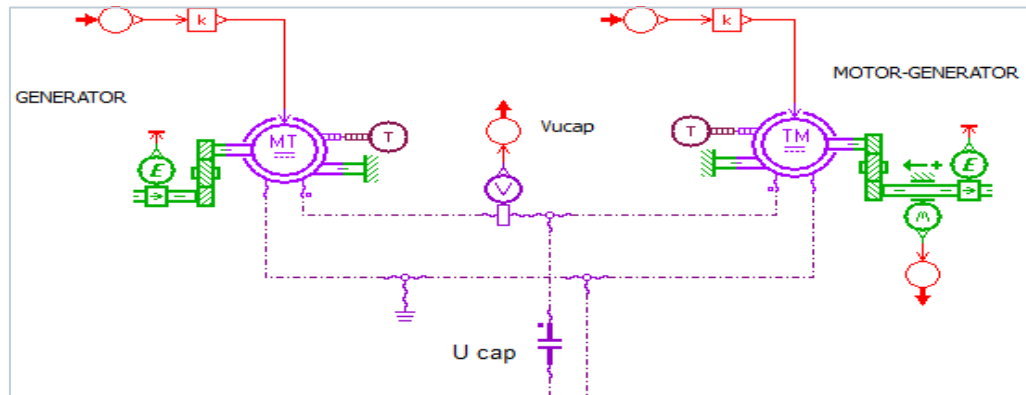 k
k
MOTOR-GENERATOR
GENERATOR
Vucap
MT
T
T
TM
E
E
V
m
U cap